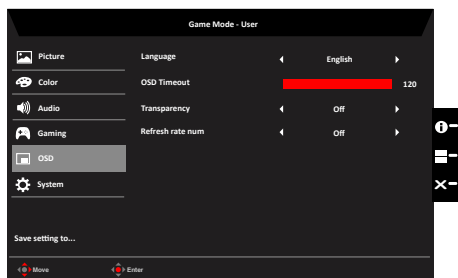 Game Mode - User
Picture
Language English
Color
OSD Timeout 120
Audio
Transparency Off
Gaming
Refresh rate num Off
OSD
System
Save setting to...
Move Enter